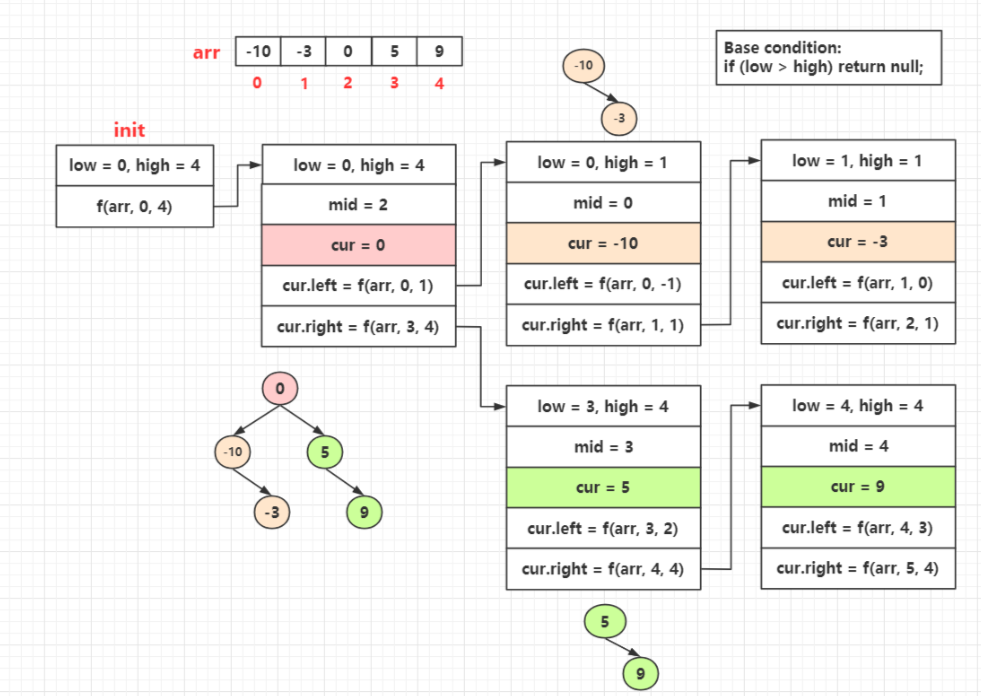 arr -10 -3 0 5 9
0 1 2 3 4
-10
-3
Base condition:
if (low > high) return null;
init
low = 0, high = 4
f(arr, 0, 4)
low = 0, high = 4
mid = 2
cur = 0
cur.left = f(arr, 0, 1)
cur.right = f(arr, 3, 4)
low = 0, high = 1
mid = 0
cur = -10
cur.left = f(arr, 0, -1)
cur.right = f(arr, 1, 1)
low = 1, high = 1
mid = 1
cur = -3
cur.left = f(arr, 1, 0)
cur.right = f(arr, 2, 1)
0
-10 5
-3 9
low = 3, high = 4
mid = 3
cur = 5
cur.left = f(arr, 3, 2)
cur.right = f(arr, 4, 4)
low = 4, high = 4
mid = 4
cur = 9
cur.left = f(arr, 4, 3)
cur.right = f(arr, 5, 4)
5
9